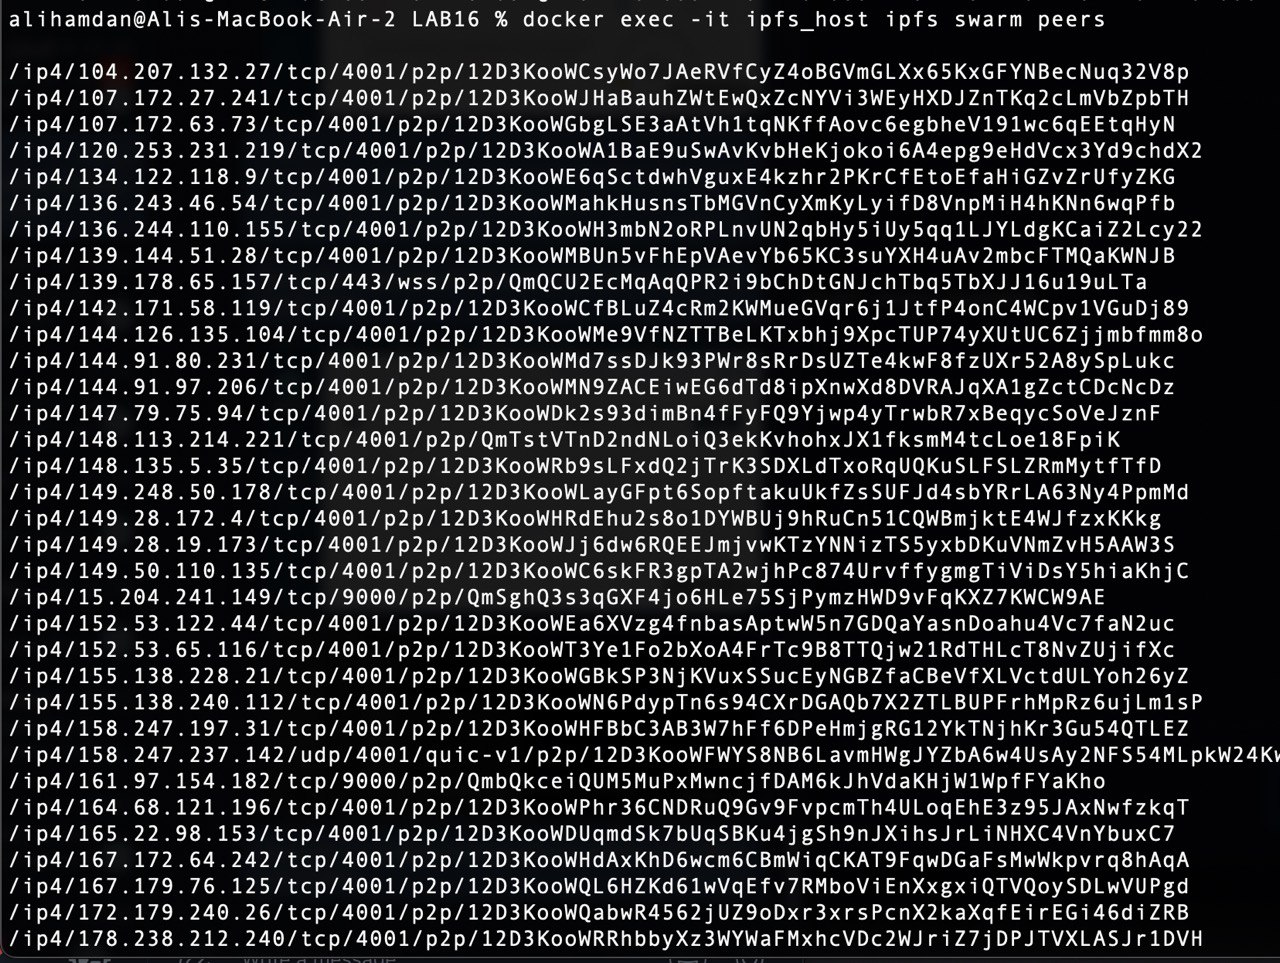 alihamdan@Alis-MacBook-Air-2 LAB16 % docker exec -it ipfs_host ipfs swarm peers
/ip4/104.207.132.27/tcp/4001/p2p/12D3KooWCsyWo7JAeRVfCyZ4oBGVmGLXx65KxGFYNBecNuq32V8p
/ip4/107.172.27.241/tcp/4001/p2p/12D3KooWJHaBauhZWtEwQxZcNYVi3WEyHXDJZnTKq2cLmVbZpbTH
/ip4/107.172.63.73/tcp/4001/p2p/12D3KooWGbgLSE3aAtVh1tqNKffAovc6egbheV191wc6qEEtqHyN
/ip4/120.253.231.219/tcp/4001/p2p/12D3KooWA1BaE9uSwAvKvbHeKjokoi6A4epg9eHdVcx3Yd9chdX2
/ip4/134.122.118.9/tcp/4001/p2p/12D3KooWE6qSctdwhVguxE4kzhr2PKrCfEtoEfaHiGZvZrUfyZKG
/ip4/136.243.46.54/tcp/4001/p2p/12D3KooWMahkHusnsTbMGVnCyXmKyLyifD8VnpMiH4hKNn6wqPfb
/ip4/136.244.110.155/tcp/4001/p2p/12D3KooWH3mbN2oRPLnvUN2qbHy5iUy5qq1LJYLdgKCaiZ2Lcy22
/ip4/139.144.51.28/tcp/4001/p2p/12D3KooWMBUn5vFhEpVAevYb65KC3suYXH4uAv2mbcFTMQaKWNJB
/ip4/139.178.65.157/tcp/443/wss/p2p/QmQCU2EcMqAqQPR2i9bChDtGNJchTbq5TbXJJ16u19uLTa
/ip4/142.171.58.119/tcp/4001/p2p/12D3KooWCfBLuZ4cRm2KWMueGVqr6j1JtfP4onC4WCpv1VGuDj89
/ip4/144.126.135.104/tcp/4001/p2p/12D3KooWMe9VfNZTTBeLKTxbhj9XpcTUP74yXUtUC6Zjjmbfmm8o
/ip4/144.91.80.231/tcp/4001/p2p/12D3KooWMd7ssDJk93PWr8sRrDsUZTe4kwF8fzUXr52A8ySpLukc
/ip4/144.91.97.206/tcp/4001/p2p/12D3KooWMN9ZACEiwEG6dTd8ipXnwXd8DVRAJqXA1gZctCDcNcDz
/ip4/147.79.75.94/tcp/4001/p2p/12D3KooWDk2s93dimBn4fFyFQ9Yjwp4yTrwbR7xBeqycSoVeJznF
/ip4/148.113.214.221/tcp/4001/p2p/QmTstVTnD2ndNLoiQ3ekKvhohxJX1fksmM4tcLoe18FpiK
/ip4/148.135.5.35/tcp/4001/p2p/12D3KooWRb9sLFxdQ2jTrK3SDXLdTxoRqUQKuSLFSLZRmMytfTfD
/ip4/149.248.50.178/tcp/4001/p2p/12D3KooWLayGFpt6SopftakuUkfZsSUFJd4sbYRrLA63Ny4PpmMd
/ip4/149.28.172.4/tcp/4001/p2p/12D3KooWHRdEhu2s8o1DYWBUj9hRuCn51CQWBmjktE4WJfzxKKkg
/ip4/149.28.19.173/tcp/4001/p2p/12D3KooWJj6dw6RQEEJmjvwKTzYNNizTS5yxbDKuVNmZvH5AAW3S
/ip4/149.50.110.135/tcp/4001/p2p/12D3KooWC6skFR3gpTA2wjhPc874UrvffygmgTiViDsY5hiaKhjC
/ip4/15.204.241.149/tcp/9000/p2p/QmSghQ3s3qGXF4jo6HLe75SjPymzHWD9vFqKXZ7KWCW9AE
/ip4/152.53.122.44/tcp/4001/p2p/12D3KooWEa6XVzg4fnbasAptwW5n7GDQaYasnDoahu4Vc7faN2uc
/ip4/152.53.65.116/tcp/4001/p2p/12D3KooWT3Ye1Fo2bXoA4FrTc9B8TTQjw21RdTHLcT8NvZUjifXc
/ip4/155.138.228.21/tcp/4001/p2p/12D3KooWGBkSP3NjKVuxSSucEyNGBZfaCBeVfXLVctdULYoh26yZ
/ip4/155.138.240.112/tcp/4001/p2p/12D3KooWN6PdypTn6s94CXrDGAQb7X2ZTLBUPFrhMpRz6ujLm1sP
/ip4/158.247.197.31/tcp/4001/p2p/12D3KooWHFBbC3AB3W7hFf6DPeHmjgRG12YkTNjhKr3Gu54QTLEZ
/ip4/158.247.237.142/udp/4001/quic-v1/p2p/12D3KooWFWYS8NB6LavmHWgJYZbA6w4UsAy2NFS54MLpkW24Kw
/ip4/161.97.154.182/tcp/9000/p2p/QmbQkceiQUM5MuPxMwncjfDAM6kJhVdaKHjW1WpfFYaKho
/ip4/164.68.121.196/tcp/4001/p2p/12D3KooWPhr36CNDRuQ9Gv9FvpcmTh4ULoqEhE3z95JAxNwfzkqT
/ip4/165.22.98.153/tcp/4001/p2p/12D3KooWDUqmdSk7bUqSBKu4jgSh9nJXihsJrLiNHXC4VnYbuxC7
/ip4/167.172.64.242/tcp/4001/p2p/12D3KooWHdAxKhD6wcm6CBmWiqCKAT9FqwDGaFsMwWkpvrq8hAqA
/ip4/167.179.76.125/tcp/4001/p2p/12D3KooWQL6HZKd61wVqEfv7RMboViEnXxgxiQTVQoySDLwVUPgd
/ip4/172.179.240.26/tcp/4001/p2p/12D3KooWQabwR4562jUZ9oDxr3xrsPcnX2kaXqfEirEGi46diZRB
/ip4/178.238.212.240/tcp/4001/p2p/12D3KooWRRhbbyXz3WYWaFMxhcVDc2WJriZ7jDPJTVXLASJr1DVH